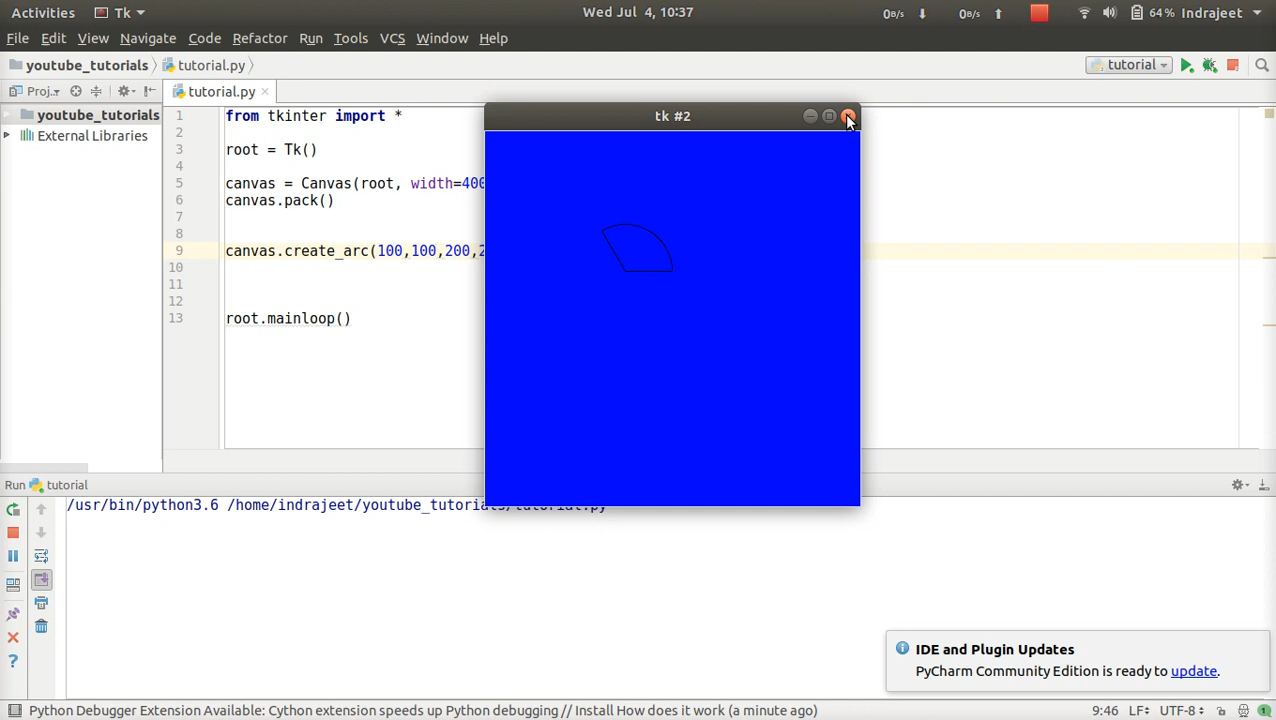 Activities Tk Wed Jul 4, 10:37 0B/s 0B/s 64% Indrajeet
File Edit View Navigate Code Refactor Run Tools VCS Window Help
youtube_tutorials tutorial.py tutorial
Proj.. tutorial.py
youtube_tutorials
External Libraries
1 from tkinter import *
2
3 root = Tk()
4
5 canvas = Canvas(root, width=400
6 canvas.pack()
7
8
9 canvas.create_arc(100,100,200,2
10
11
12
13 root.mainloop()
tk #2
Run tutorial
/usr/bin/python3.6 /home/indrajeet/youtube_tutorials/tutorial.py
IDE and Plugin Updates
PyCharm Community Edition is ready to update.
Python Debugger Extension Available: Cython extension speeds up Python debugging // Install How does it work (a minute ago) 9:46 LF÷ UTF-8÷ 1